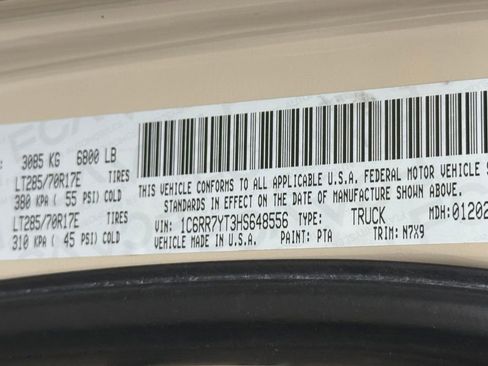 3085 KG 6800 LB
LT285/70R17E TIRES
380 KPA ( 55 PSI) COLD
LT285/70R17E TIRES
310 KPA ( 45 PSI) COLD
THIS VEHICLE CONFORMS TO ALL APPLICABLE U.S.A. FEDERAL MOTOR VEHICLE S
STANDARDS IN EFFECT ON THE DATE OF MANUFACTURE SHOWN ABOVE.
VIN: 1C6RR7YT3HS648556 TYPE: TRUCK MDH: 01202
VEHICLE MADE IN U.S.A. PAINT: PTA TRIM: N7X9